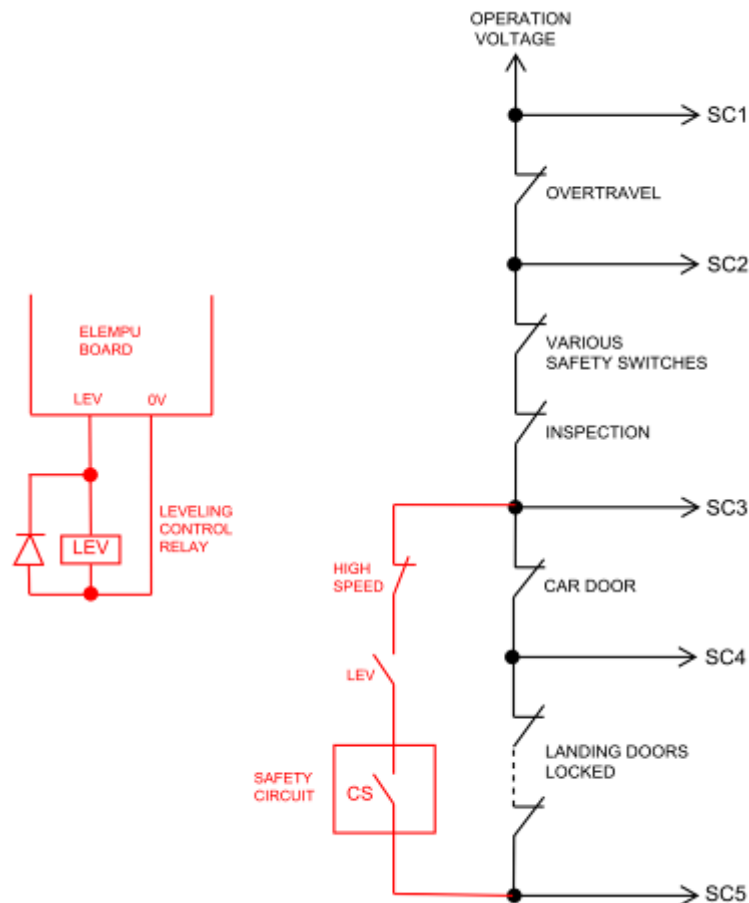 OPERATION
VOLTAGE
SC1
OVERTRAVEL
SC2
ELEMPU
BOARD
LEV
0V
VARIOUS
SAFETY SWITCHES
INSPECTION
LEVELING
CONTROL
RELAY
LEV
SC3
HIGH
SPEED
CAR DOOR
SC4
LEV
LANDING DOORS
LOCKED
SAFETY
CIRCUIT
CS
SC5